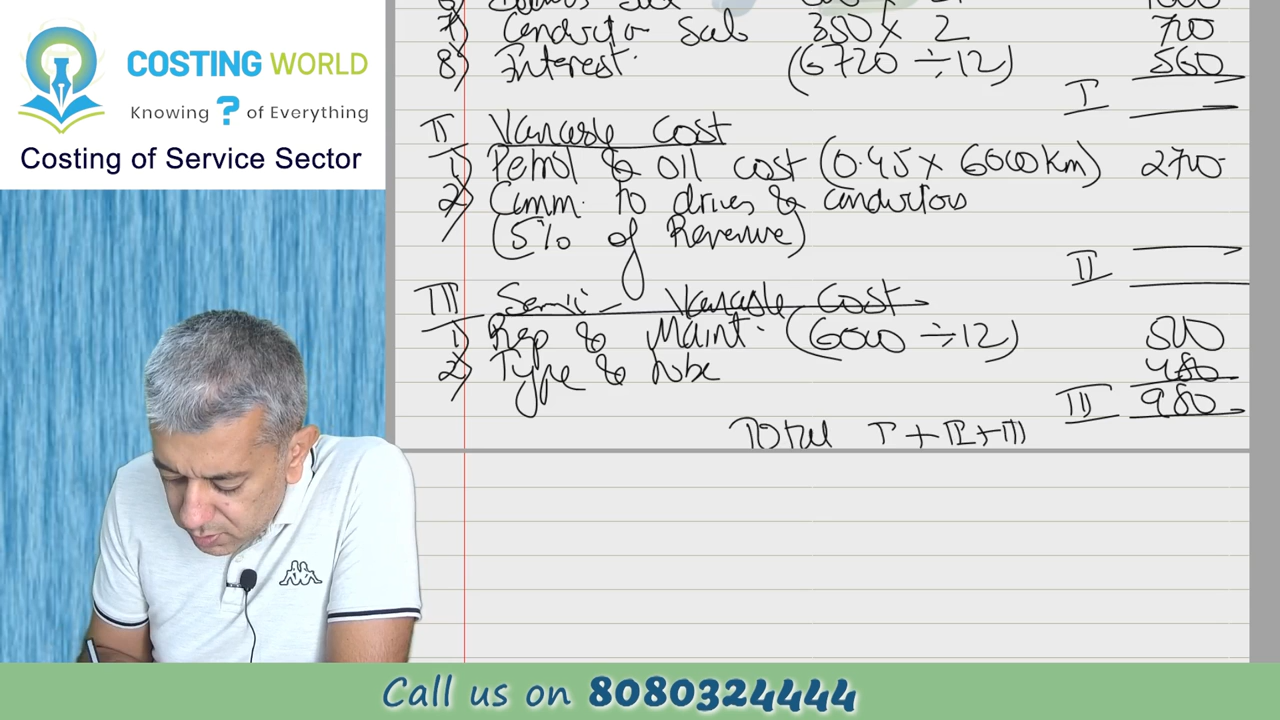 COSTING WORLD
Knowing ? of Everything
Costing of Service Sector
7) Conductor Sal 350 x 2 700
8) Interest (6720 ÷ 12) 560
I
II Variable Cost
1) Petrol & Oil cost (0.45 x 6000 km) 2700
2) Comm. to drivers & conductors
(5% of Revenue)
II
III Semi - Variable Cost
1) Rep & Maint. (6000 ÷ 12) 500
2) Type & tube 480
III 980
Total I + II + III
Call us on 8080324444